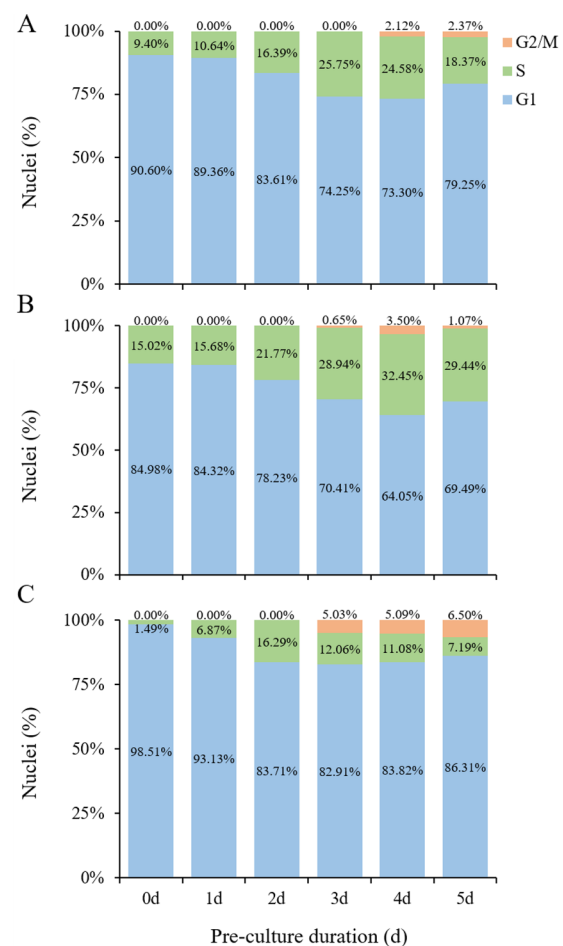 A
0.00% 0.00% 0.00% 0.00% 2.12% 2.37%
100%
9.40% 10.64% 16.39% 25.75% 24.58% 18.37%
G2/M
S
G1
75%
Nuclei (%)
50%
90.60% 89.36% 83.61% 74.25% 73.30% 79.25%
25%
0%
B
0.00% 0.00% 0.00% 0.65% 3.50% 1.07%
100%
15.02% 15.68% 21.77% 28.94% 32.45% 29.44%
75%
Nuclei (%)
50%
84.98% 84.32% 78.23% 70.41% 64.05% 69.49%
25%
0%
C
0.00% 0.00% 0.00% 5.03% 5.09% 6.50%
100%
1.49% 6.87% 16.29% 12.06% 11.08% 7.19%
75%
Nuclei (%)
50%
98.51% 93.13% 83.71% 82.91% 83.82% 86.31%
25%
0%
0d 1d 2d 3d 4d 5d
Pre-culture duration (d)